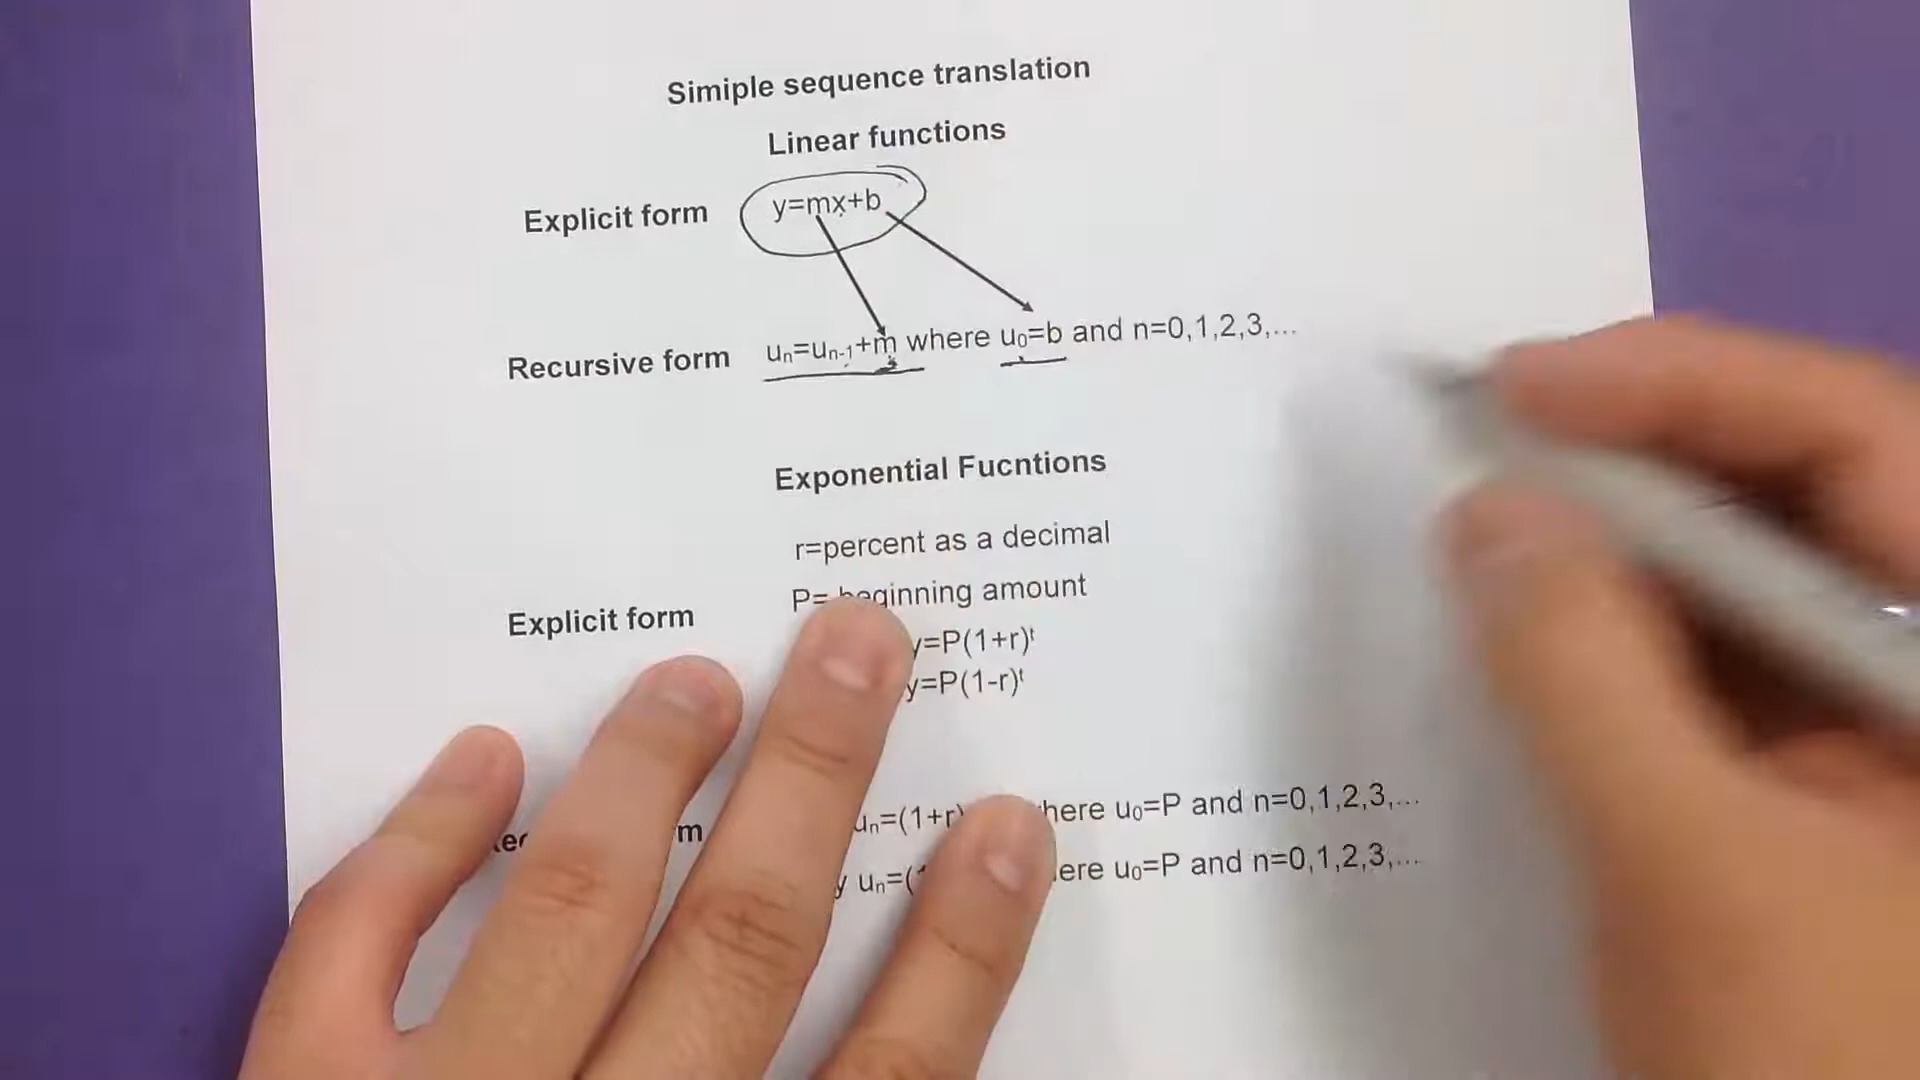 Simiple sequence translation
Linear functions
Explicit form y=mx+b
Recursive form uₙ=uₙ₋₁+m where u₀=b and n=0,1,2,3,...
Exponential Fucntions
r=percent as a decimal
P= beginning amount
Explicit form
y=P(1+r)ᵗ
y=P(1-r)ᵗ
uₙ=(1+r) where u₀=P and n=0,1,2,3,...
uₙ=( where u₀=P and n=0,1,2,3,...